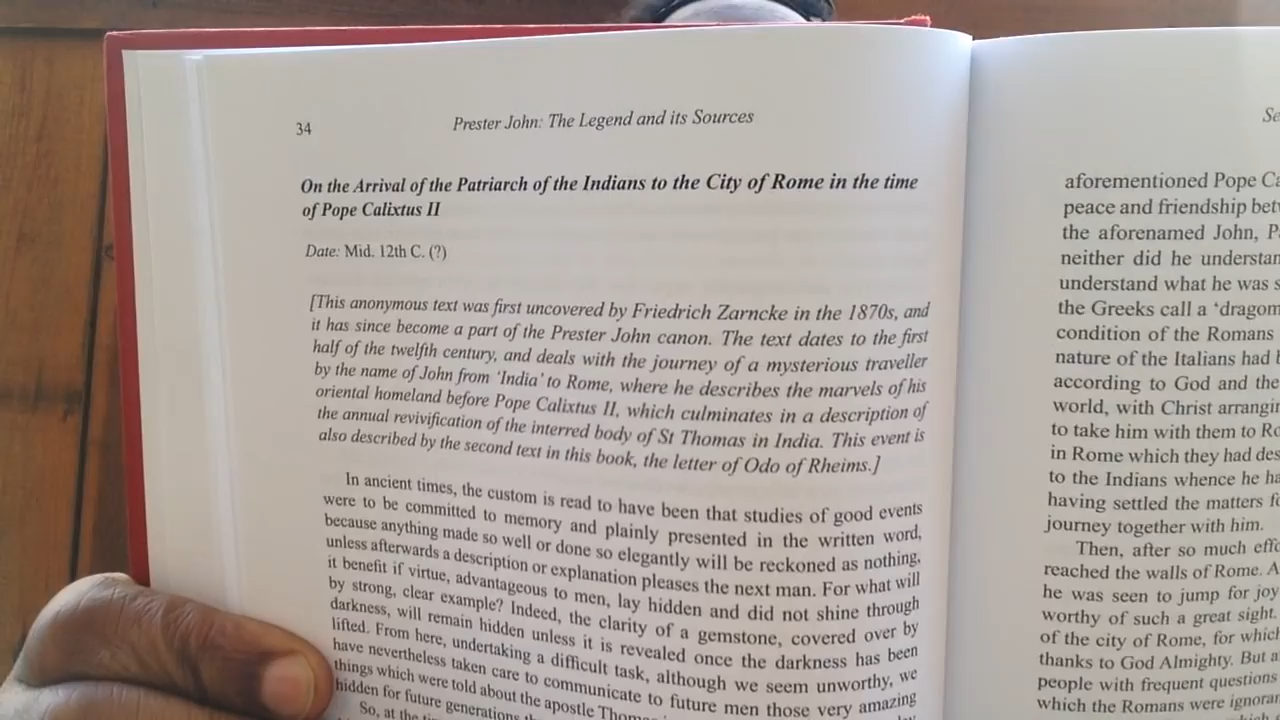 34
Prester John: The Legend and its Sources
On the Arrival of the Patriarch of the Indians to the City of Rome in the time
of Pope Calixtus II
Date: Mid. 12th C. (?)
[This anonymous text was first uncovered by Friedrich Zarncke in the 1870s, and
it has since become a part of the Prester John canon. The text dates to the first
half of the twelfth century, and deals with the journey of a mysterious traveller
by the name of John from ‘India’ to Rome, where he describes the marvels of his
oriental homeland before Pope Calixtus II, which culminates in a description of
the annual revivification of the interred body of St Thomas in India. This event is
also described by the second text in this book, the letter of Odo of Rheims.]
In ancient times, the custom is read to have been that studies of good events
were to be committed to memory and plainly presented in the written word,
because anything made so well or done so elegantly will be reckoned as nothing,
unless afterwards a description or explanation pleases the next man. For what will
it benefit if virtue, advantageous to men, lay hidden and did not shine through
by strong, clear example? Indeed, the clarity of a gemstone, covered over by
darkness, will remain hidden unless it is revealed once the darkness has been
lifted. From here, undertaking a difficult task, although we seem unworthy, we
have nevertheless taken care to communicate to future men those very amazing
things which were told about the apostle
hidden for future generations
So, at the
aforementioned Pope
peace and friendship
the aforenamed John,
neither did he
understand what he was
the Greeks call a
condition of the Romans
nature of the Italians had
according to God and the
world, with Christ
to take him with them to
in Rome which they had
to the Indians whence he
having settled the matters
journey together with him.
Then, after so much
reached the walls of Rome.
he was seen to jump for joy
worthy of such a great sight.
of the city of Rome, for
thanks to God Almighty. But
people with frequent questions
which the Romans were